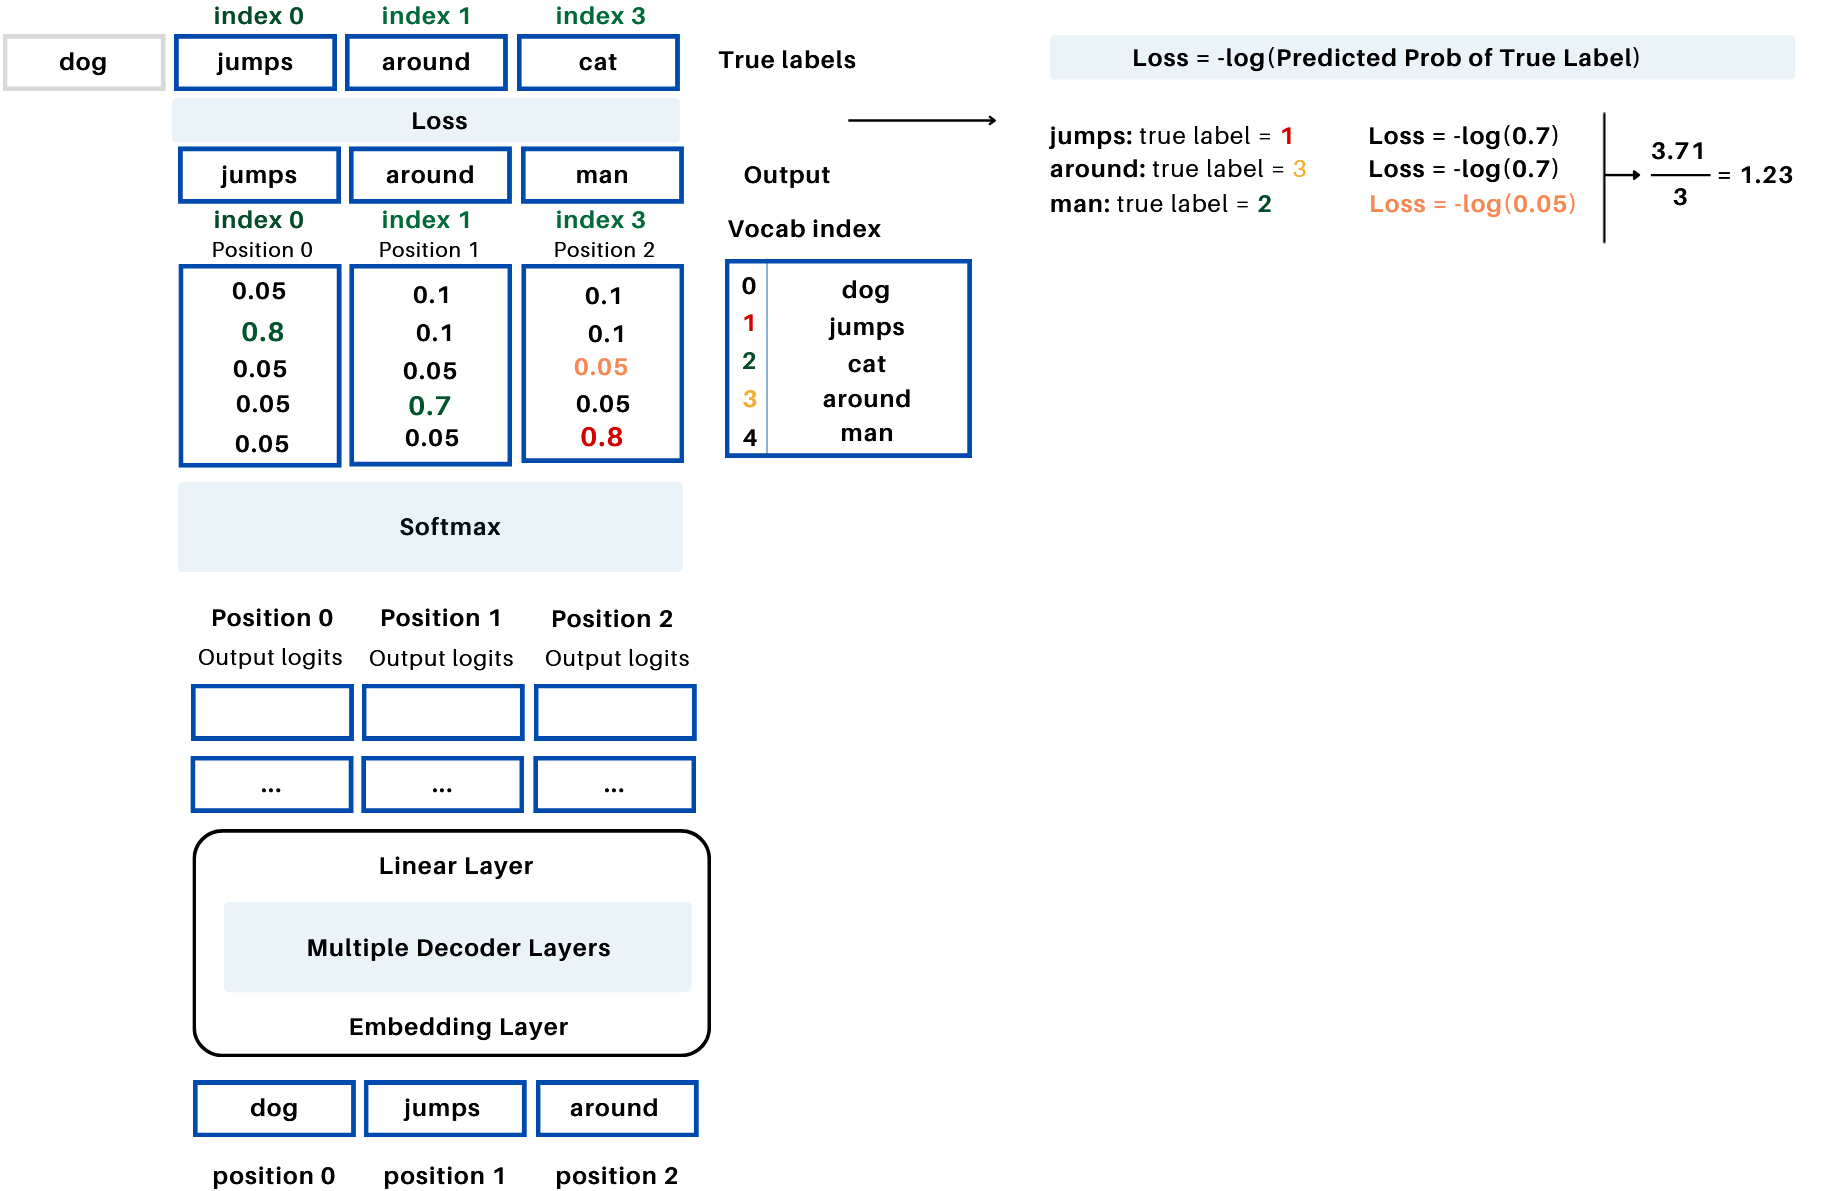 index 0 index 1 index 3
dog jumps around cat True labels
Loss
jumps around man Output
index 0 index 1 index 3
Position 0 Position 1 Position 2
Vocab index
0.05 0.1 0.1
0.8 0.1 0.1
0.05 0.05 0.05
0.05 0.7 0.05
0.05 0.05 0.8
0 dog
1 jumps
2 cat
3 around
4 man
Loss = -log(Predicted Prob of True Label)
jumps: true label = 1 Loss = -log(0.7)
around: true label = 3 Loss = -log(0.7)
man: true label = 2 Loss = -log(0.05)
3.71
3
= 1.23
Softmax
Position 0 Position 1 Position 2
Output logits Output logits Output logits
... ... ...
Linear Layer
Multiple Decoder Layers
Embedding Layer
dog jumps around
position 0 position 1 position 2